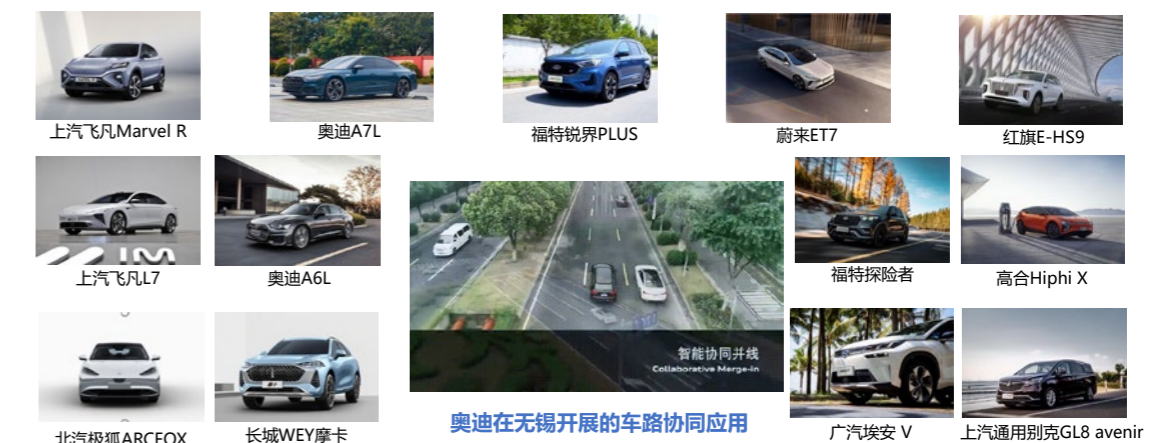 上汽飞凡Marvel R
奥迪A7L
福特锐界PLUS
蔚来ET7
红旗E-HS9
IM
上汽飞凡L7
奥迪A6L
福特探险者
高合Hiphi X
智能协同并线
Collaborative Merge-in
北汽极狐ARCFOX
长城WEY摩卡
奥迪在无锡开展的车路协同应用
广汽埃安 V
上汽通用别克GL8 avenir